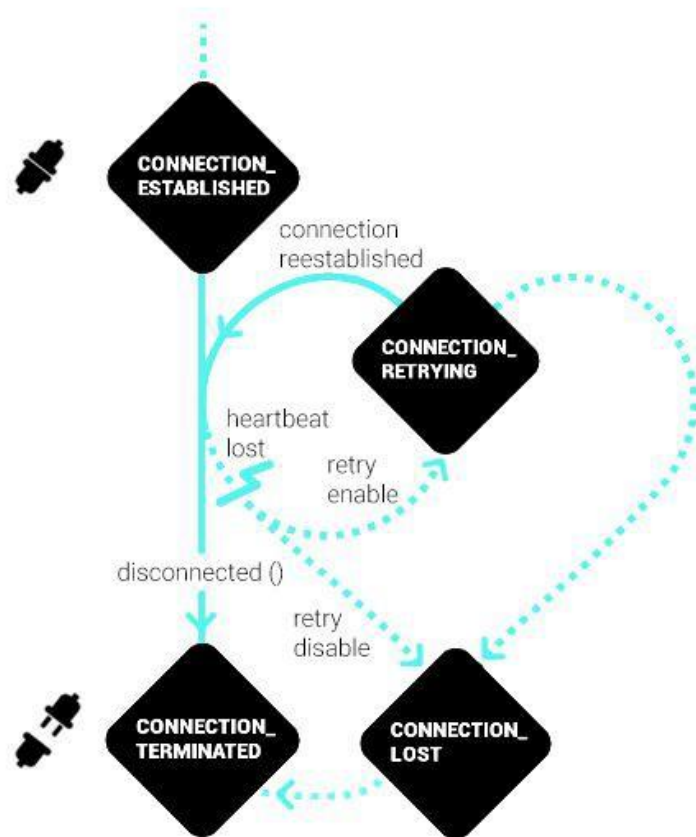 CONNECTION_
ESTABLISHED
connection
reestablished
CONNECTION_
RETRYING
heartbeat
lost
retry
enable
disconnected ()
retry
disable
CONNECTION_
TERMINATED
CONNECTION_
LOST